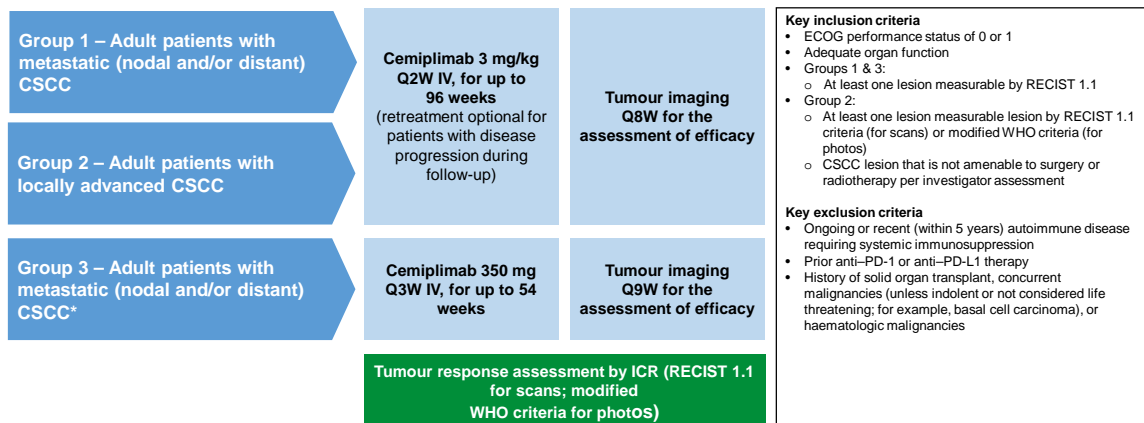 Group 1 – Adult patients with
metastatic (nodal and/or distant)
CSCC
Group 2 – Adult patients with
locally advanced CSCC
Cemiplimab 3 mg/kg
Q2W IV, for up to
96 weeks
(retreatment optional for
patients with disease
progression during
follow-up)
Tumour imaging
Q8W for the
assessment of efficacy
Group 3 – Adult patients with
metastatic (nodal and/or distant)
CSCC*
Cemiplimab 350 mg
Q3W IV, for up to 54
weeks
Tumour imaging
Q9W for the
assessment of efficacy
Tumour response assessment by ICR (RECIST 1.1
for scans; modified
WHO criteria for photos)
Key inclusion criteria
• ECOG performance status of 0 or 1
• Adequate organ function
• Groups 1 & 3:
o At least one lesion measurable by RECIST 1.1
• Group 2:
o At least one lesion measurable lesion by RECIST 1.1
criteria (for scans) or modified WHO criteria (for
photos)
o CSCC lesion that is not amenable to surgery or
radiotherapy per investigator assessment
Key exclusion criteria
• Ongoing or recent (within 5 years) autoimmune disease
requiring systemic immunosuppression
• Prior anti–PD-1 or anti–PD-L1 therapy
• History of solid organ transplant, concurrent
malignancies (unless indolent or not considered life
threatening; for example, basal cell carcinoma), or
haematologic malignancies